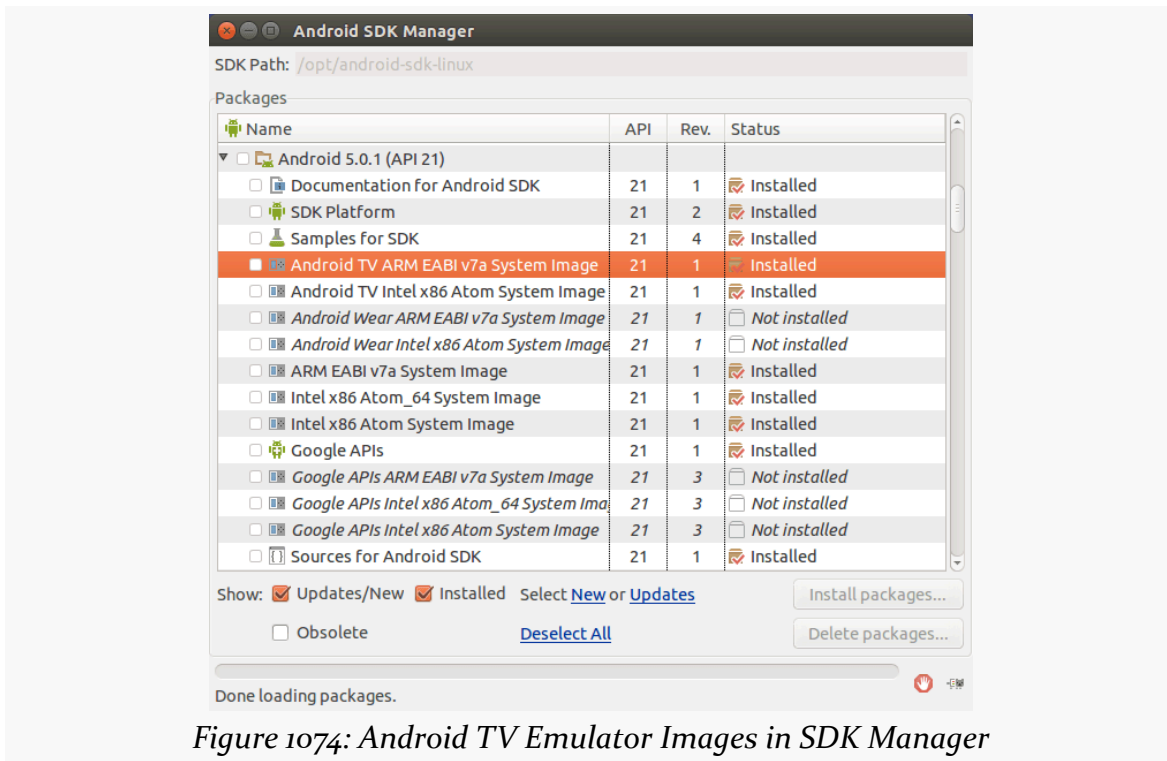 Android SDK Manager
SDK Path: /opt/android-sdk-linux
Packages
Name API Rev. Status
Android 5.0.1 (API 21)
Documentation for Android SDK 21 1 Installed
SDK Platform 21 2 Installed
Samples for SDK 21 4 Installed
Android TV ARM EABI v7a System Image 21 1 Installed
Android TV Intel x86 Atom System Image 21 1 Installed
Android Wear ARM EABI v7a System Image 21 1 Not installed
Android Wear Intel x86 Atom System Image 21 1 Not installed
ARM EABI v7a System Image 21 1 Installed
Intel x86 Atom_64 System Image 21 1 Installed
Intel x86 Atom System Image 21 1 Installed
Google APIs 21 1 Installed
Google APIs ARM EABI v7a System Image 21 3 Not installed
Google APIs Intel x86 Atom_64 System Ima 21 3 Not installed
Google APIs Intel x86 Atom System Image 21 3 Not installed
Sources for Android SDK 21 1 Installed
Show: Updates/New Installed Select New or Updates Install packages...
Obsolete Deselect All Delete packages...
Done loading packages.
Figure 1074: Android TV Emulator Images in SDK Manager